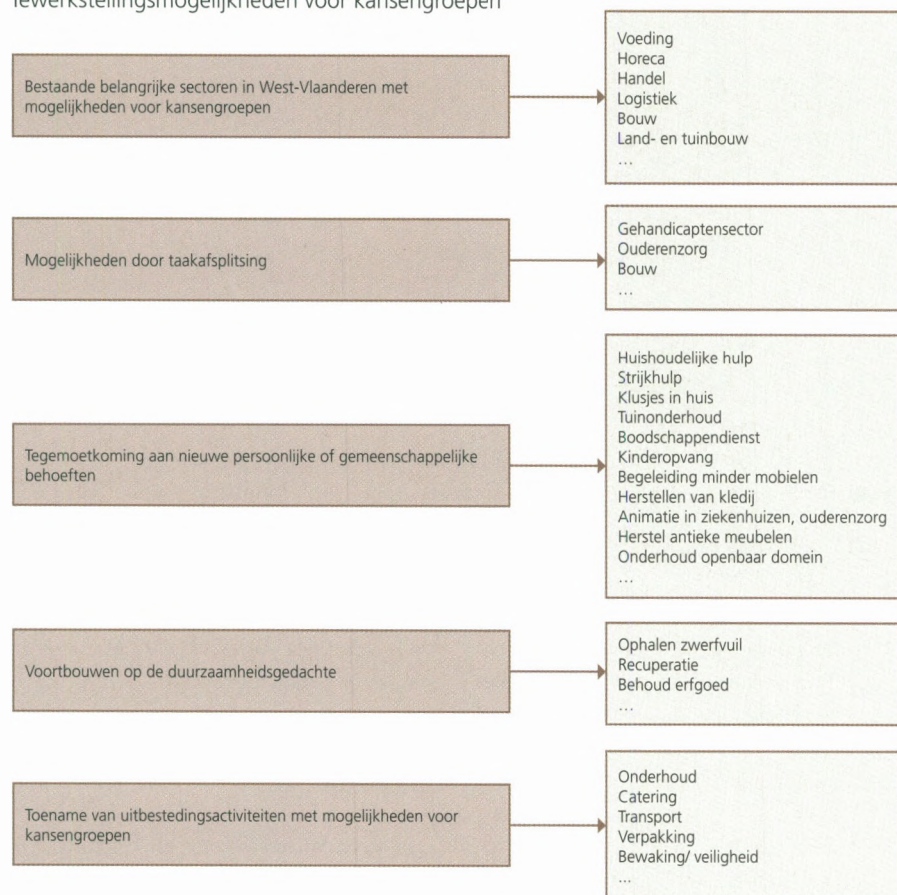 Tewerkstellingsmogelijkheden voor kansengroepen
Bestaande belangrijke sectoren in West-Vlaanderen met
mogelijkheden voor kansengroepen
Voeding
Horeca
Handel
Logistiek
Bouw
Land- en tuinbouw
...
Mogelijkheden door taakafsplitsing
Gehandicaptensector
Ouderenzorg
Bouw
...
Tegemoetkoming aan nieuwe persoonlijke of gemeenschappelijke
behoeften
Huishoudelijke hulp
Strijkhulp
Klusjes in huis
Tuinonderhoud
Boodschappendienst
Kinderopvang
Begeleiding minder mobielen
Herstellen van kledij
Animatie in ziekenhuizen, ouderenzorg
Herstel antieke meubelen
Onderhoud openbaar domein
...
Voortbouwen op de duurzaamheidsgedachte
Ophalen zwerfvuil
Recuperatie
Behoud erfgoed
...
Toename van uitbestedingsactiviteiten met mogelijkheden voor
kansengroepen
Onderhoud
Catering
Transport
Verpakking
Bewaking/ veiligheid
...